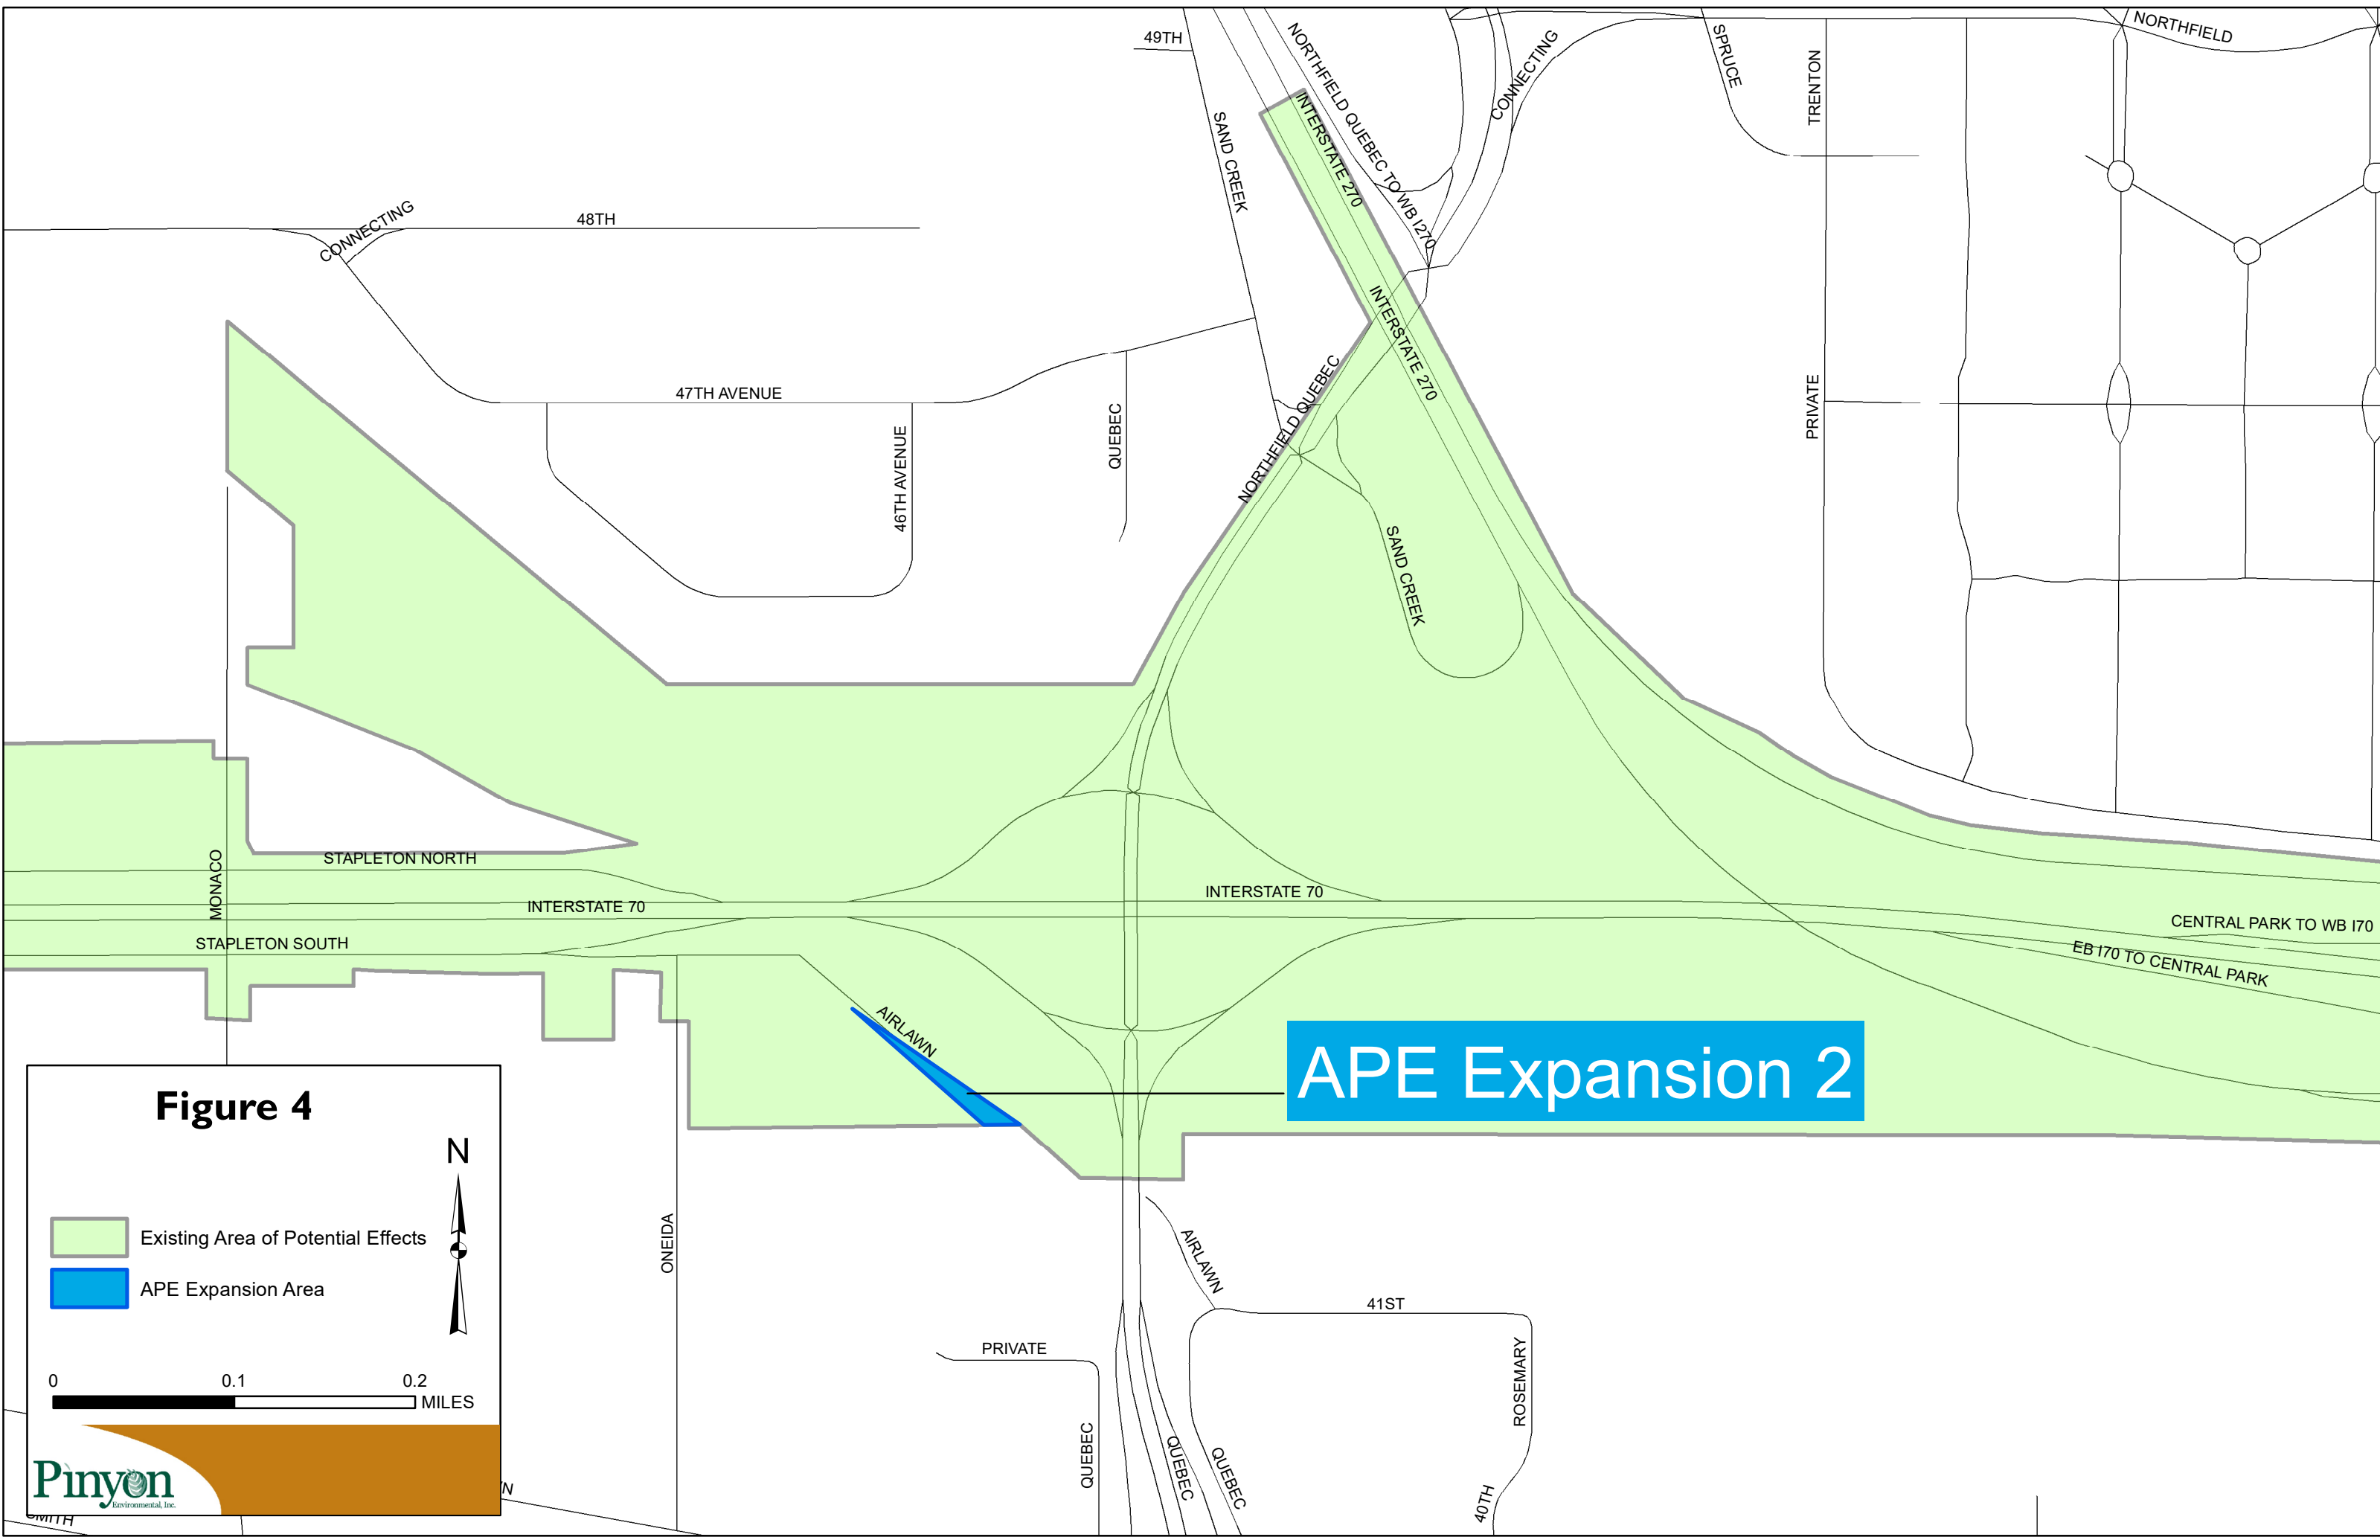 49TH
NORTHFIELD
NORTHFIELD QUEBEC TO WB I270
CONNECTING
SPRUCE
TRENTON
INTERSTATE 270
SAND CREEK
CONNECTING
48TH
INTERSTATE 270
47TH AVENUE
46TH AVENUE
QUEBEC
NORTHFIELD QUEBEC
PRIVATE
SAND CREEK
MONACO
STAPLETON NORTH
INTERSTATE 70
INTERSTATE 70
STAPLETON SOUTH
CENTRAL PARK TO WB I70
EB I70 TO CENTRAL PARK
AIRLAWN
APE Expansion 2
ONEIDA
AIRLAWN
41ST
PRIVATE
ROSEMARY
QUEBEC
QUEBEC
QUEBEC
40TH
Figure 4
N
Existing Area of Potential Effects
APE Expansion Area
0 0.1 0.2
MILES
Pinyon
Environmental, Inc.